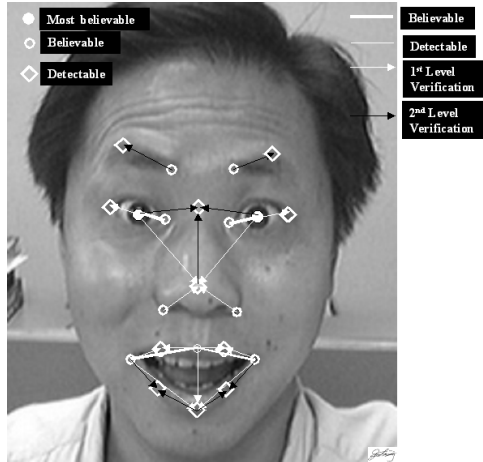 Most believable
Believable
Detectable
Believable
Detectable
1st Level
Verification
2nd Level
Verification